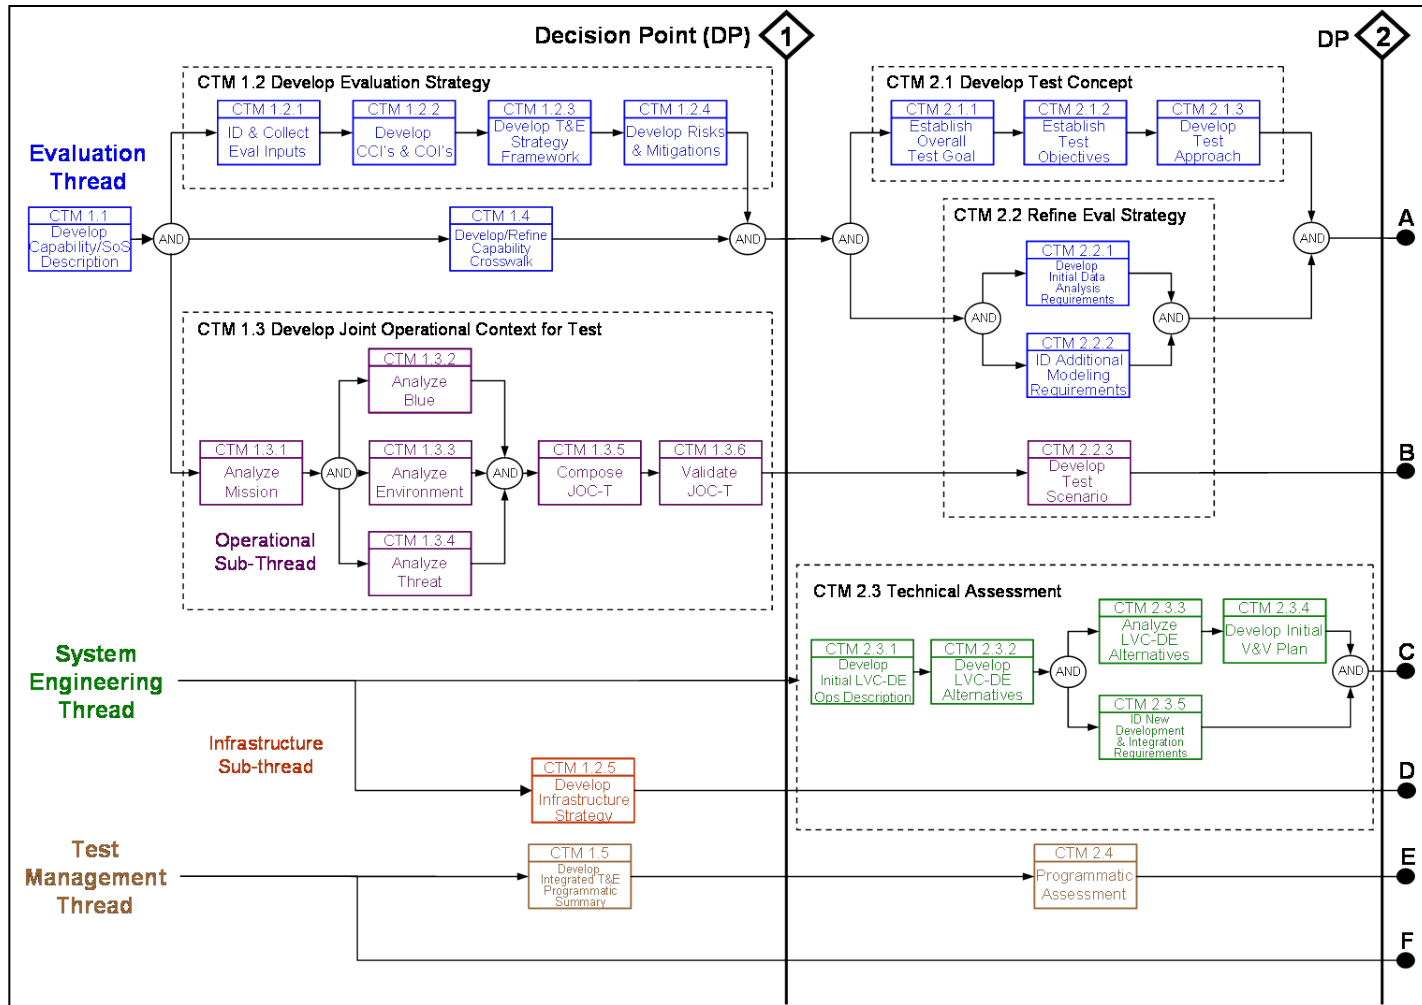 Decision Point (DP)
1
DP
2
CTM 1.2 Develop Evaluation Strategy
CTM 1.2.1
ID & Collect
Eval Inputs
CTM 1.2.2
Develop
CCI's & COI's
CTM 1.2.3
Develop T&E
Strategy
Framework
CTM 1.2.4
Develop Risks
& Mitigations
CTM 2.1 Develop Test Concept
CTM 2.1.1
Establish
Overall
Test Goal
CTM 2.1.2
Establish
Test
Objectives
CTM 2.1.3
Develop
Test
Approach
Evaluation
Thread
CTM 1.1
Develop
Capability/SoS
Description
AND
CTM 1.4
Develop/Refine
Capability
Crosswalk
AND
AND
CTM 2.2 Refine Eval Strategy
CTM 2.2.1
Develop
Initial Data
Analysis
Requirements
AND
AND
CTM 2.2.2
ID Additional
Modeling
Requirements
AND
A
CTM 1.3 Develop Joint Operational Context for Test
CTM 1.3.1
Analyze
Mission
AND
CTM 1.3.2
Analyze
Blue
CTM 1.3.3
Analyze
Environment
CTM 1.3.4
Analyze
Threat
AND
CTM 1.3.5
Compose
JOC-T
CTM 1.3.6
Validate
JOC-T
Operational
Sub-Thread
CTM 2.2.3
Develop
Test
Scenario
B
System
Engineering
Thread
CTM 2.3 Technical Assessment
CTM 2.3.1
Develop
Initial LVC-DE
Ops Description
CTM 2.3.2
Develop
LVC-DE
Alternatives
AND
CTM 2.3.3
Analyze
LVC-DE
Alternatives
CTM 2.3.4
Develop Initial
V&V Plan
CTM 2.3.5
ID New
Development
& Integration
Requirements
AND
C
Infrastructure
Sub-thread
CTM 1.2.5
Develop
Infrastructure
Strategy
D
Test
Management
Thread
CTM 1.5
Develop
Integrated T&E
Programmatic
Summary
CTM 2.4
Programmatic
Assessment
E
F